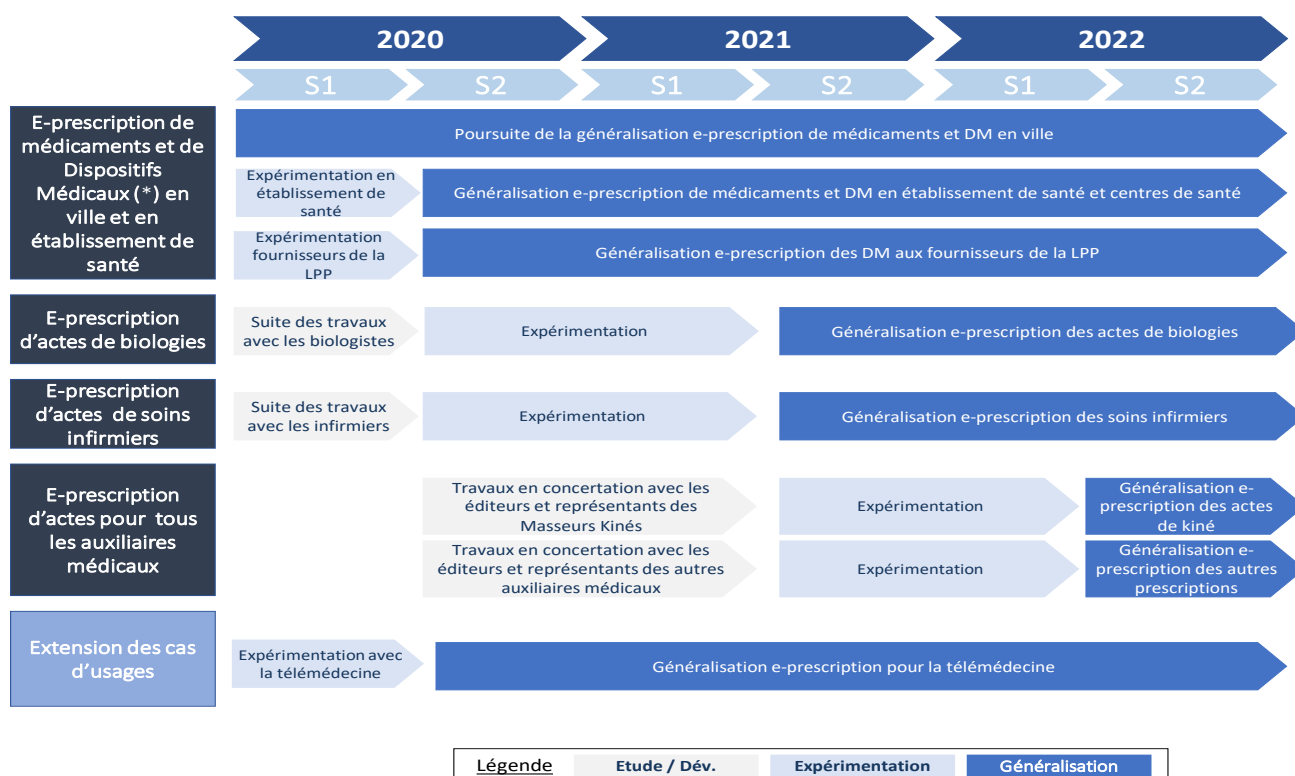 2020
2021
2022
S1
S2
S1
S2
S1
S2
E-prescription de
médicaments et de
Dispositifs
Médicaux (*) en
ville et en
établissement de
santé
Poursuite de la généralisation e-prescription de médicaments et DM en ville
Expérimentation en
établissement de
santé
Généralisation e-prescription de médicaments et DM en établissement de santé et centres de santé
Expérimentation
fournisseurs de la
LPP
Généralisation e-prescription des DM aux fournisseurs de la LPP
E-prescription
d'actes de biologies
Suite des travaux
avec les biologistes
Expérimentation
Généralisation e-prescription des actes de biologies
E-prescription
d'actes de soins
infirmiers
Suite des travaux
avec les infirmiers
Expérimentation
Généralisation e-prescription des soins infirmiers
E-prescription
d'actes pour tous
les auxiliaires
médicaux
Travaux en concertation avec les
éditeurs et représentants des
Masseurs Kinés
Expérimentation
Généralisation e-
prescription des actes
de kiné
Travaux en concertation avec les
éditeurs et représentants des autres
auxiliaires médicaux
Expérimentation
Généralisation e-
prescription des autres
prescriptions
Extension des cas
d'usages
Expérimentation avec
la télémédecine
Généralisation e-prescription pour la télémédecine
Légende
Etude / Dév.
Expérimentation
Généralisation